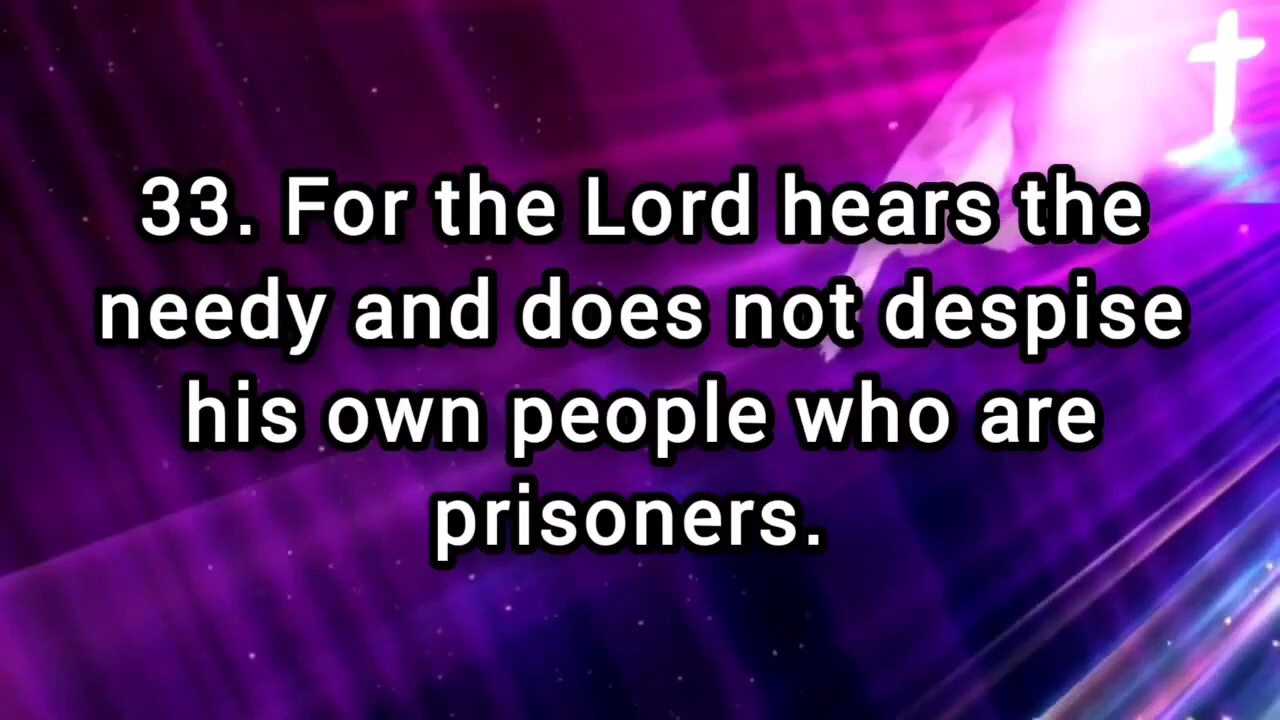 33. For the Lord hears the
needy and does not despise
his own people who are
prisoners.